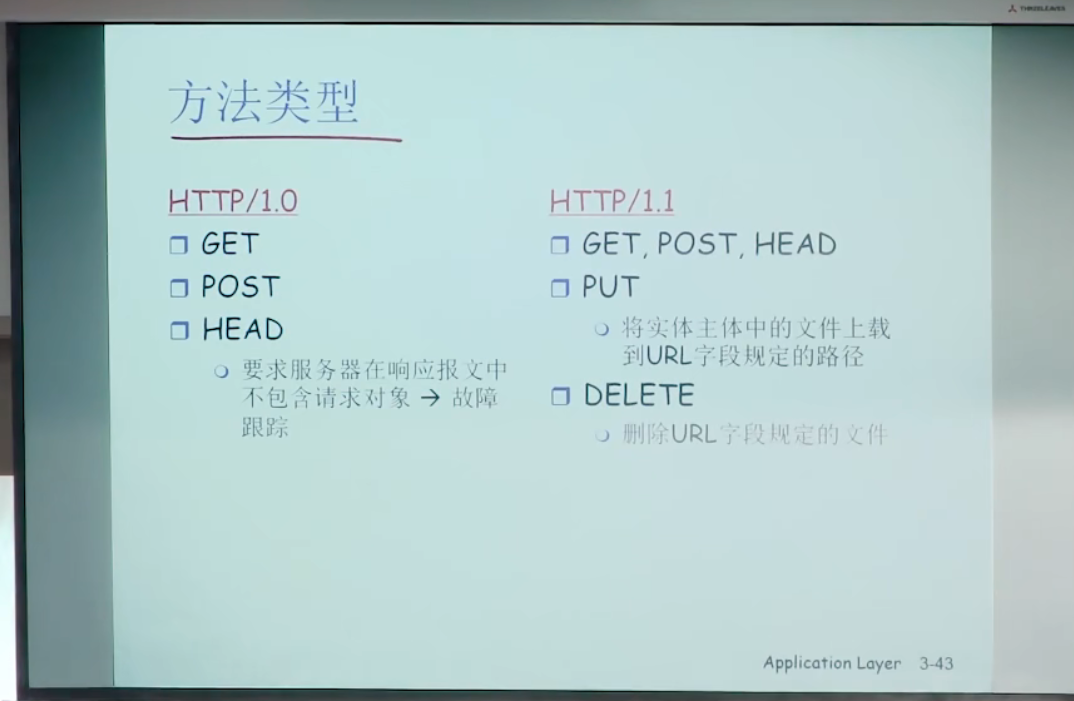 THREELEAVES
方法类型
HTTP/1.0
GET
POST
HEAD
要求服务器在响应报文中
不包含请求对象 → 故障
跟踪
HTTP/1.1
GET, POST, HEAD
PUT
将实体主体中的文件上载
到URL字段规定的路径
DELETE
删除URL字段规定的文件
Application Layer 3-43